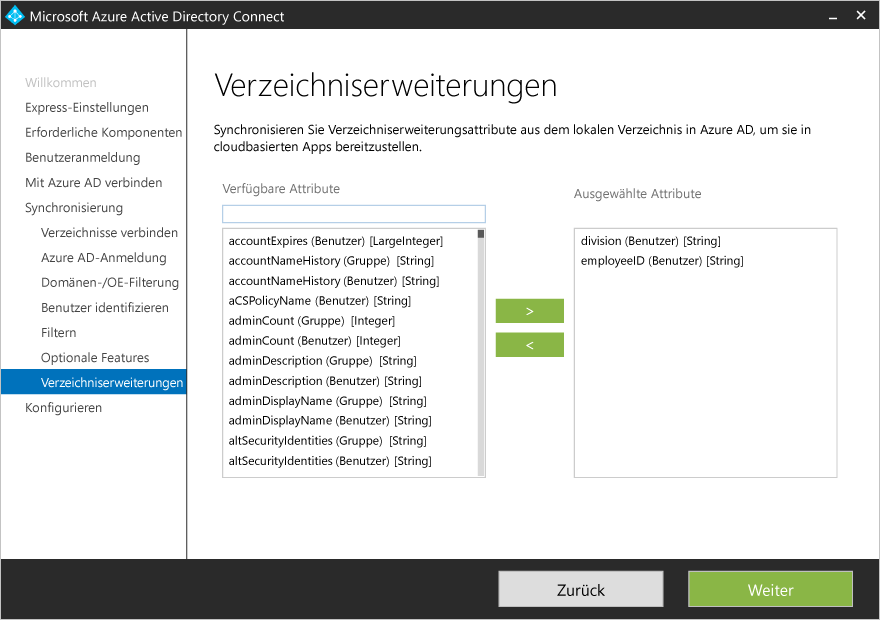 Microsoft Azure Active Directory Connect
Willkommen
Express-Einstellungen
Erforderliche Komponenten
Benutzeranmeldung
Mit Azure AD verbinden
Synchronisierung
Verzeichnisse verbinden
Azure AD-Anmeldung
Domänen-/OE-Filterung
Benutzer identifizieren
Filtern
Optionale Features
Verzeichniserweiterungen
Konfigurieren
Verzeichniserweiterungen
Synchronisieren Sie Verzeichniserweiterungsattribute aus dem lokalen Verzeichnis in Azure AD, um sie in
cloudbasierten Apps bereitzustellen.
Verfügbare Attribute
accountExpires (Benutzer) [LargeInteger]
accountNameHistory (Gruppe) [String]
accountNameHistory (Benutzer) [String]
aCSPolicyName (Benutzer) [String]
adminCount (Gruppe) [Integer]
adminCount (Benutzer) [Integer]
adminDescription (Gruppe) [String]
adminDescription (Benutzer) [String]
adminDisplayName (Gruppe) [String]
adminDisplayName (Benutzer) [String]
altSecurityIdentities (Gruppe) [String]
altSecurityIdentities (Benutzer) [String]
>
<
Ausgewählte Attribute
division (Benutzer) [String]
employeeID (Benutzer) [String]
Zurück
Weiter